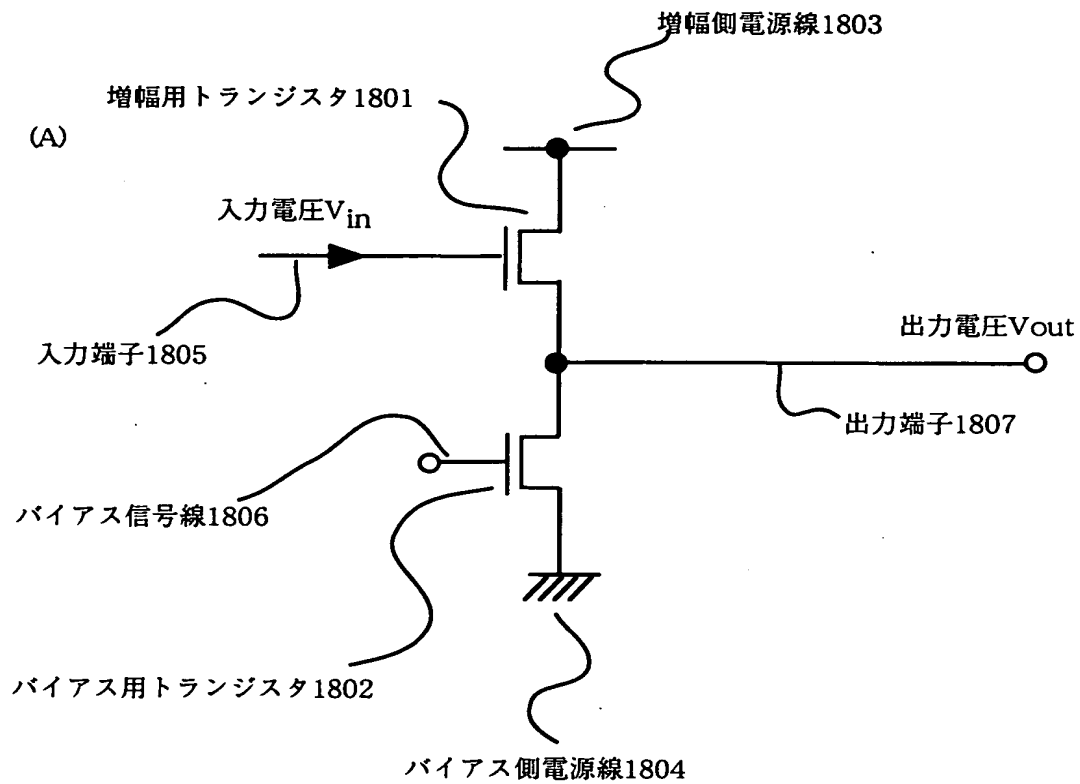 増幅側電源線1803
増幅用トランジスタ1801
(A)
入力電圧Vin
出力電圧Vout
入力端子1805
出力端子1807
バイアス信号線1806
バイアス用トランジスタ1802
バイアス側電源線1804